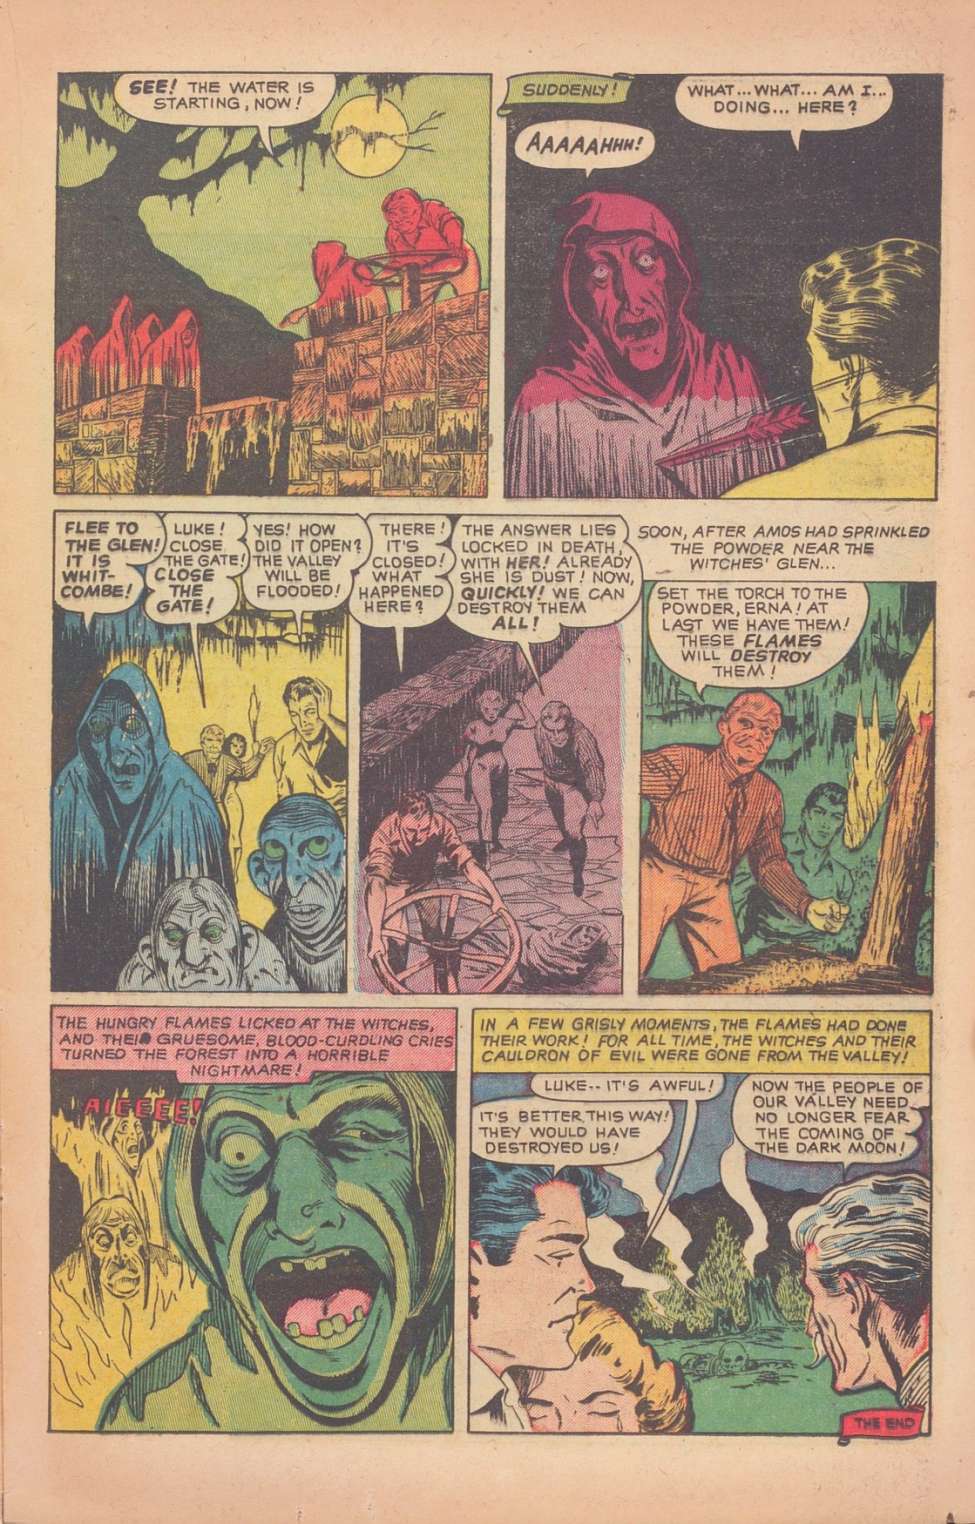 SEE! THE WATER IS
STARTING, NOW!
SUDDENLY!
AAAAAHHH!
WHAT...WHAT...AM I...
DOING...HERE?
FLEE TO
THE GLEN!
IT IS
WHIT-
COMBE!
LUKE!
CLOSE
THE GATE!
CLOSE
THE
GATE!
YES! HOW
DID IT OPEN?
THE VALLEY
WILL BE
FLOODED!
THERE!
IT'S
CLOSED!
WHAT
HAPPENED
HERE?
THE ANSWER LIES
LOCKED IN DEATH,
WITH HER! ALREADY
SHE IS DUST! NOW,
QUICKLY! WE CAN
DESTROY THEM
ALL!
SOON, AFTER AMOS HAD SPRINKLED
THE POWDER NEAR THE
WITCHES' GLEN...
SET THE TORCH TO THE
POWDER, ERNA! AT
LAST WE HAVE THEM!
THESE FLAMES
WILL DESTROY
THEM!
THE HUNGRY FLAMES LICKED AT THE WITCHES,
AND THEIR GRUESOME, BLOOD-CURDLING CRIES
TURNED THE FOREST INTO A HORRIBLE
NIGHTMARE!
AIEEEE!
IN A FEW GRISLY MOMENTS, THE FLAMES HAD DONE
THEIR WORK! FOR ALL TIME, THE WITCHES AND THEIR
CAULDRON OF EVIL WERE GONE FROM THE VALLEY!
LUKE-- IT'S AWFUL!
IT'S BETTER THIS WAY!
THEY WOULD HAVE
DESTROYED US!
NOW THE PEOPLE OF
OUR VALLEY NEED
NO LONGER FEAR
THE COMING OF
THE DARK MOON!
THE END